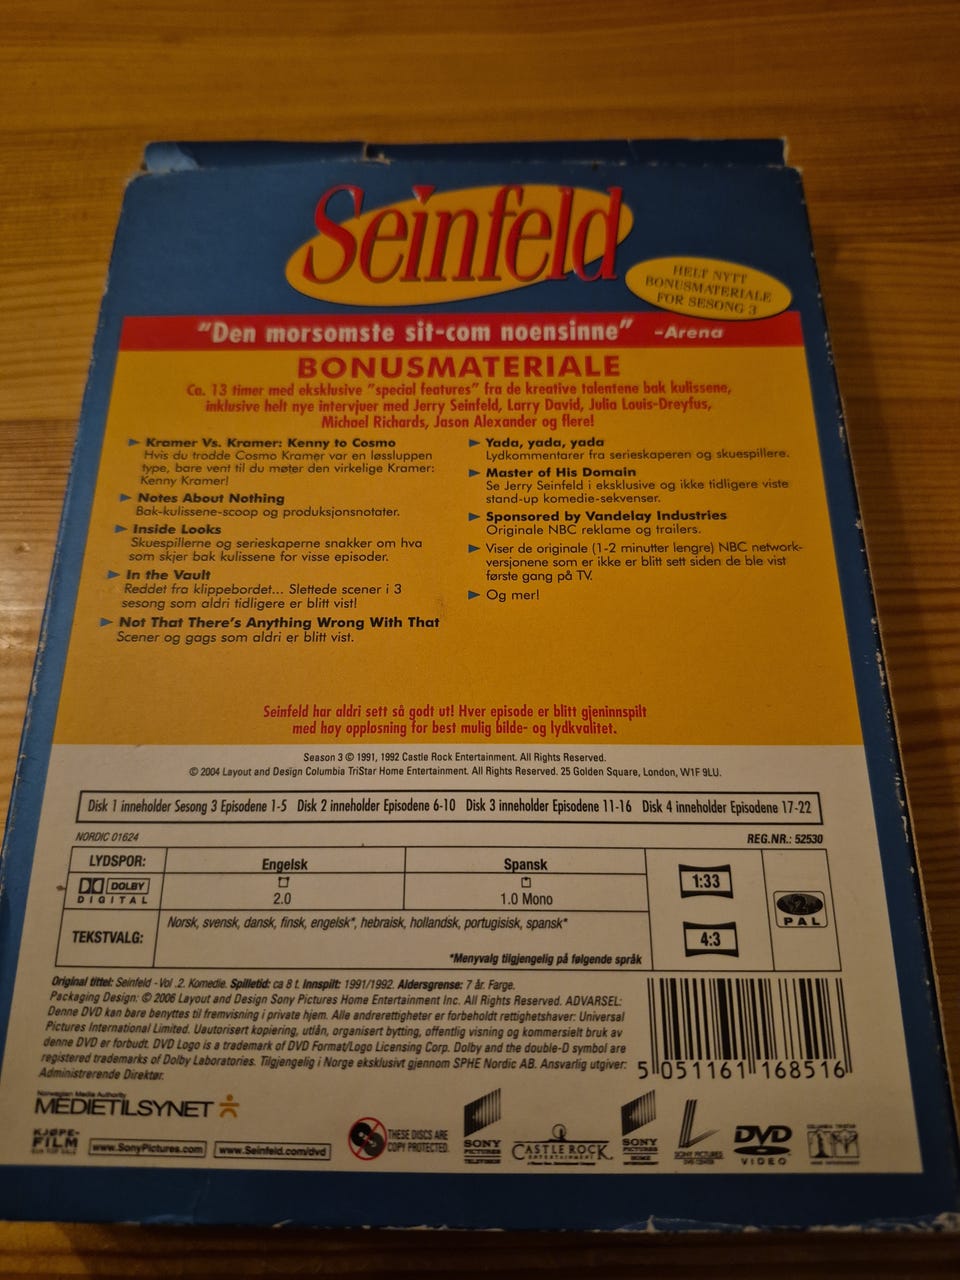 Seinfeld
HELT NYTT
BONUSMATERIALE
FOR SESONG 3
"Den morsomste sit-com noensinne" -Arena
BONUSMATERIALE
Ca. 13 timer med eksklusive "special features" fra de kreative talentene bak kulissene,
inklusive helt nye intervjuer med Jerry Seinfeld, Larry David, Julia Louis-Dreyfus,
Michael Richards, Jason Alexander og flere!
Kramer Vs. Kramer: Kenny to Cosmo
Hvis du trodde Cosmo Kramer var en løssluppen
type, bare vent til du møter den virkelige Kramer:
Kenny Kramer!
Notes About Nothing
Bak-kulissene-scoop og produksjonsnotater.
Inside Looks
Skuespillerne og serieskaperne snakker om hva
som skjer bak kulissene for visse episoder.
In the Vault
Reddet fra klippebordet... Slettede scener i 3
sesong som aldri tidligere er blitt vist!
Not That There's Anything Wrong With That
Scener og gags som aldri er blitt vist.
Yada, yada, yada
Lydkommentarer fra serieskaperen og skuespillere.
Master of His Domain
Se Jerry Seinfeld i eksklusive og ikke tidligere viste
stand-up komedie-sekvenser.
Sponsored by Vandelay Industries
Originale NBC reklame og trailers.
Viser de originale (1-2 minutter lengre) NBC network-
versjonene som er ikke er blitt sett siden de ble vist
første gang på TV.
Og mer!
Seinfeld har aldri sett så godt ut! Hver episode er blitt gjeninnspilt
med høy oppløsning for best mulig bilde- og lydkvalitet.
Season 3 © 1991, 1992 Castle Rock Entertainment. All Rights Reserved.
© 2004 Layout and Design Columbia TriStar Home Entertainment. All Rights Reserved. 25 Golden Square, London, W1F 9LU.
Disk 1 inneholder Sesong 3 Episodene 1-5 Disk 2 inneholder Episodene 6-10 Disk 3 inneholder Episodene 11-16 Disk 4 inneholder Episodene 17-22
NORDIC 01624
REG.NR.: 52530
LYDSPOR:
Engelsk
Spansk
DOLBY
DIGITAL
2.0
1.0 Mono
TEKSTVALG:
Norsk, svensk, dansk, finsk, engelsk*, hebraisk, hollandsk, portugisisk, spansk*
*Menyvalg tilgjengelig på følgende språk
1:33
4:3
2
PAL
Original tittel: Seinfeld - Vol .2. Komedie. Spilletid: ca 8 t. Innspilt: 1991/1992. Aldersgrense: 7 år. Farge.
Packaging Design: © 2006 Layout and Design Sony Pictures Home Entertainment Inc. All Rights Reserved. ADVARSEL:
Denne DVD kan bare benyttes til fremvisning i private hjem. Alle andrerettigheter er forbeholdt rettighetshaver: Universal
Pictures International Limited. Uautorisert kopiering, utlån, organisert bytting, offentlig visning og kommersielt bruk av
denne DVD er forbudt. DVD Logo is a trademark of DVD Format/Logo Licensing Corp. Dolby and the double-D symbol are
registered trademarks of Dolby Laboratories. Tilgjengelig i Norge eksklusivt gjennom SPHE Nordic AB. Ansvarlig utgiver:
Administrerende Direktør.
5 051161 168516
Norwegian Media Authority
MEDIETILSYNET
KJØPE-
FILM
www.SonyPictures.com
www.Seinfeld.com/dvd
THESE DISCS ARE
COPY PROTECTED
SONY
PICTURES
TELEVISION
CASTLE ROCK
ENTERTAINMENT
SONY
PICTURES
HOME
ENTERTAINMENT
SONY PICTURES
DVD CENTER
DVD
VIDEO
COLUMBIA TRISTAR